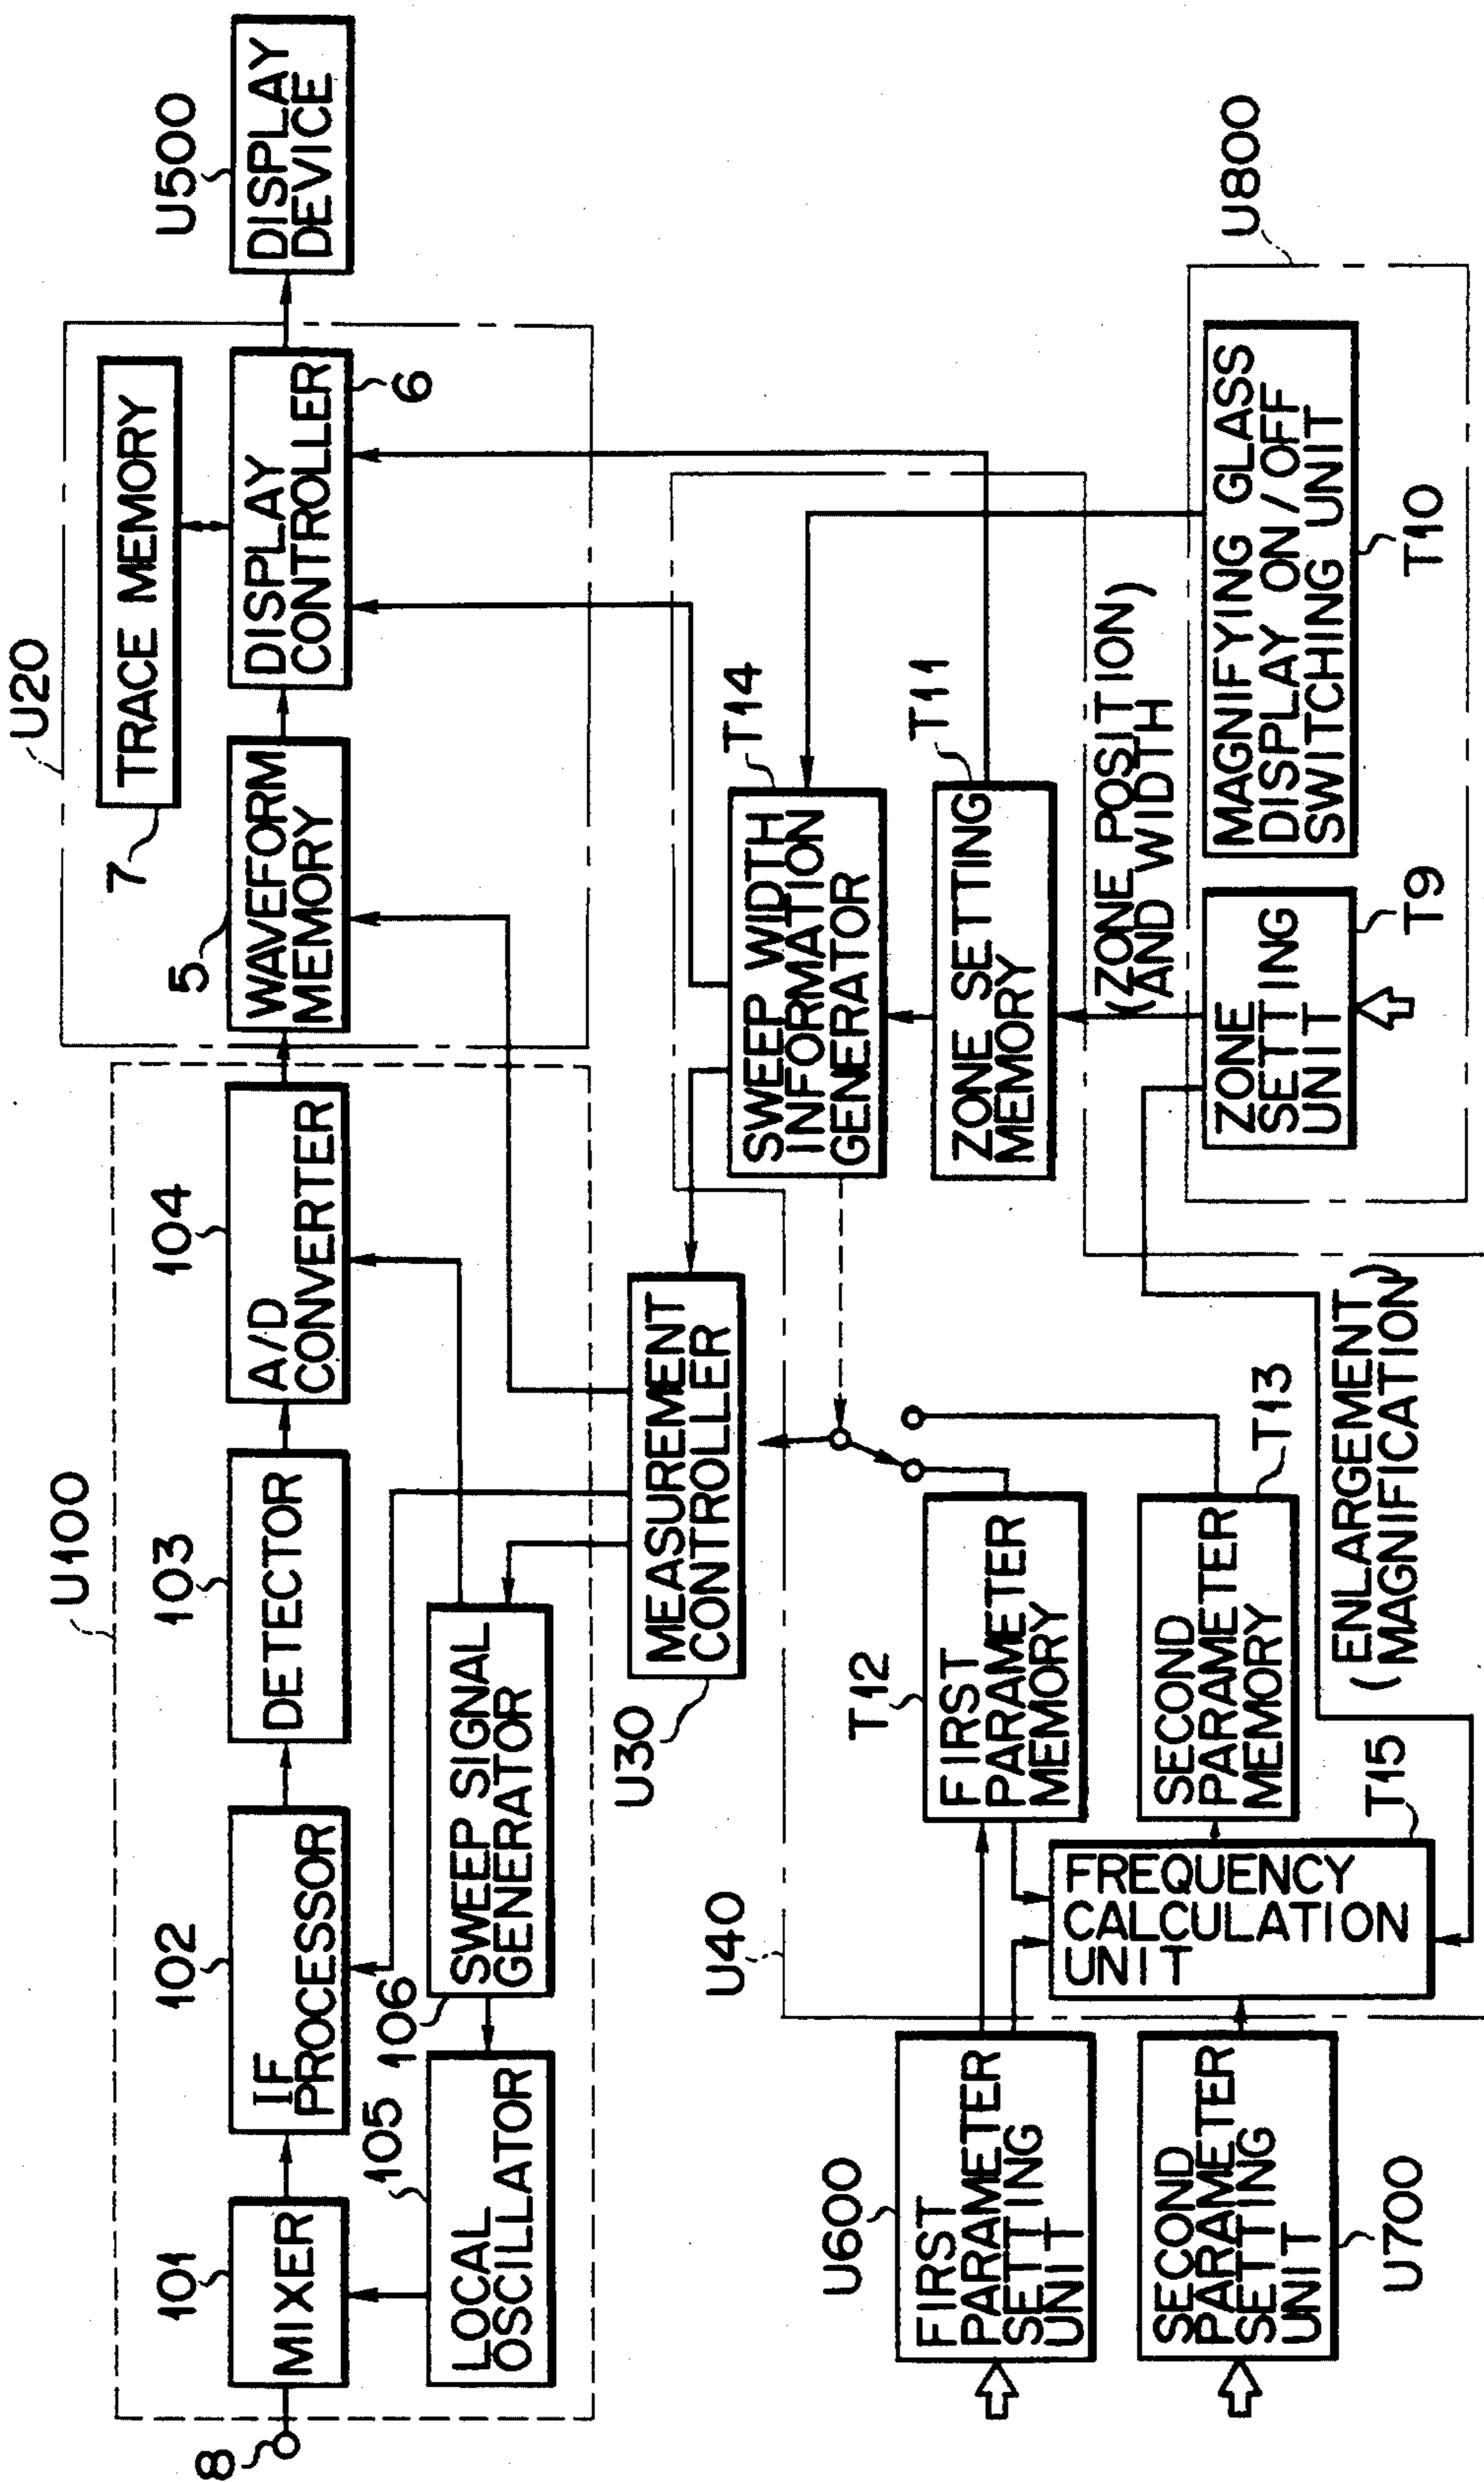 U500
DISPLAY
DEVICE
U20
TRACE MEMORY
7
DISPLAY
CONTROLLER
6
5
WAVEFORM
MEMORY
U100
104
A/D
CONVERTER
103
DETECTOR
102
IF
PROCESSOR
101
MIXER
8
105
LOCAL
OSCILLATOR
106
SWEEP SIGNAL
GENERATOR
U30
MEASUREMENT
CONTROLLER
T14
SWEEP WIDTH
INFORMATION
GENERATOR
T11
ZONE SETTING
MEMORY
(ZONE POSITION)
AND WIDTH
U800
MAGNIFYING GLASS
DISPLAY ON/OFF
SWITCHING UNIT
T10
ZONE
SETTING
UNIT
T9
U40
T12
FIRST
PARAMETER
MEMORY
T13
SECOND
PARAMETER
MEMORY
(ENLARGEMENT)
MAGNIFICATION
T15
FREQUENCY
CALCULATION
UNIT
U600
FIRST
PARAMETER
SETTING
UNIT
U700
SECOND
PARAMETER
SETTING
UNIT